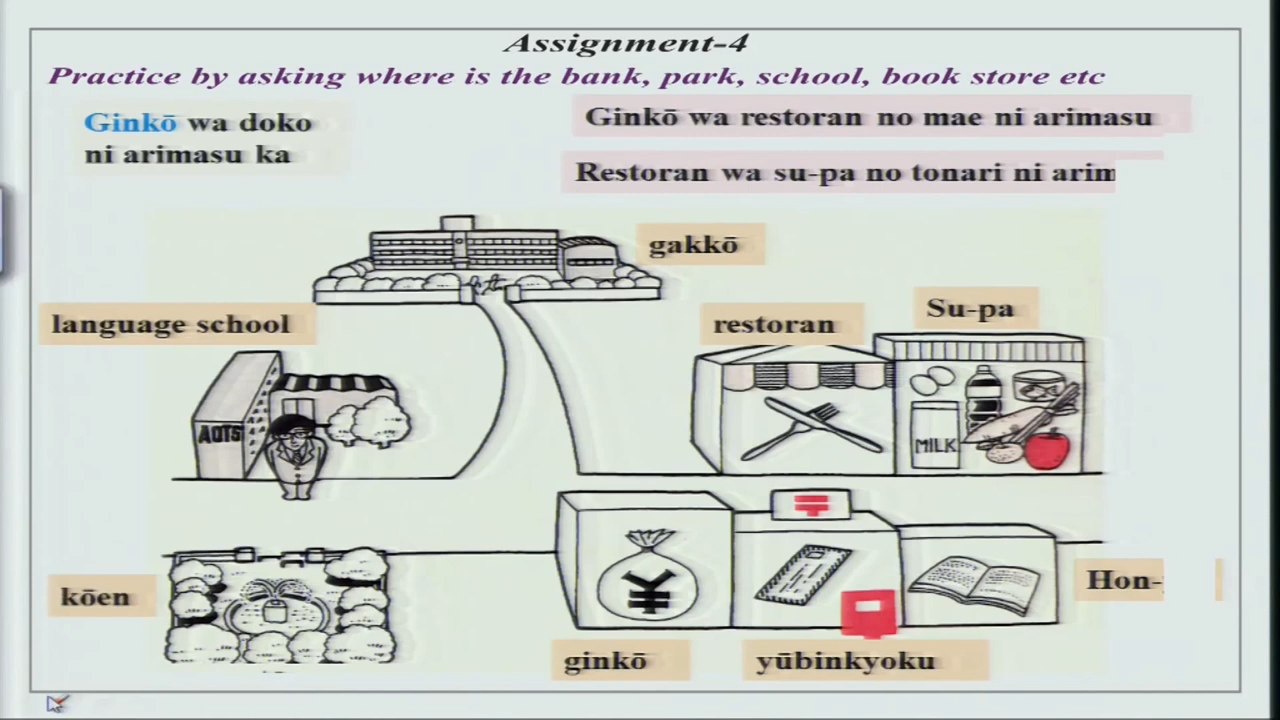 Assignment-4
Practice by asking where is the bank, park, school, book store etc
Ginkō wa doko
ni arimasu ka
Ginkō wa restoran no mae ni arimasu
Restoran wa su-pa no tonari ni arim
gakkō
language school
restoran
Su-pa
AOTS
MILK
¥
〒
kōen
Hon-
ginkō
yūbinkyoku